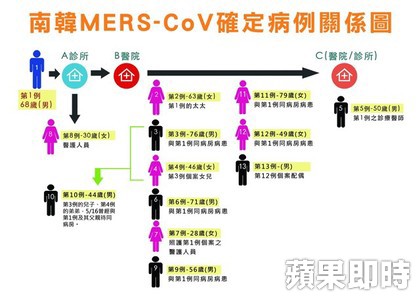 南韓MERS-CoV確定病例關係圖
A診所
B醫院
C(醫院/診所)
1
第1例
68歲(男)
8
第8例-30歲(女)
醫護人員
10
第10例-44歲(男)
第3例的兒子、第4例
的弟弟，5/16曾經與
第1例及其父親待同
病房。
2
第2例-63歲(女)
第1例的太太
3
第3例-76歲(男)
與第1例同病房病患
4
第4例-46歲(女)
第3例個案女兒
6
第6例-71歲(男)
與第1例同病房病患
7
第7例-28歲(女)
照護第1例個案之
醫護人員
9
第9例-56歲(男)
11
第11例-79歲(女)
與第1例同病房病患
12
第12例-49歲(女)
與第1例同病房病患
13
第13例-(男)
第12例個案配偶
5
第5例-50歲(男)
第1例之診療醫師
蘋果即時